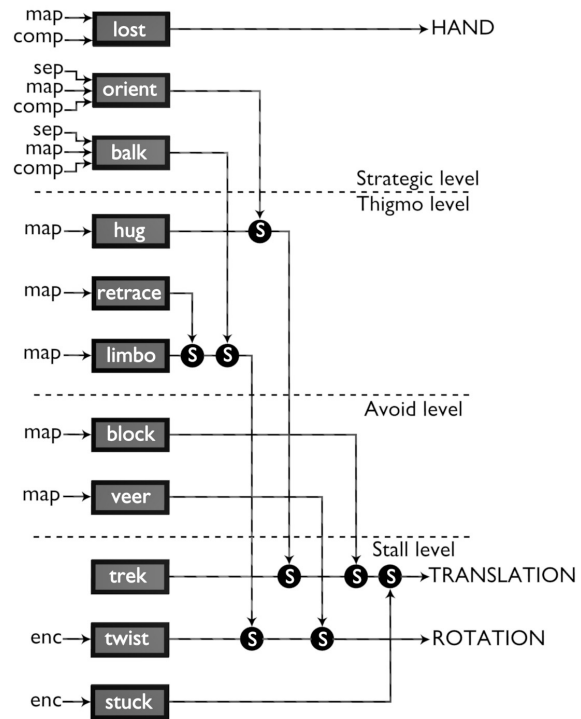 map
comp
lost
HAND
sep
map
comp
orient
sep
map
comp
balk
Strategic level
Thigmo level
map
hug
S
map
retrace
map
limbo
S
S
Avoid level
map
block
map
veer
Stall level
trek
S
S
S
TRANSLATION
enc
twist
S
S
ROTATION
enc
stuck